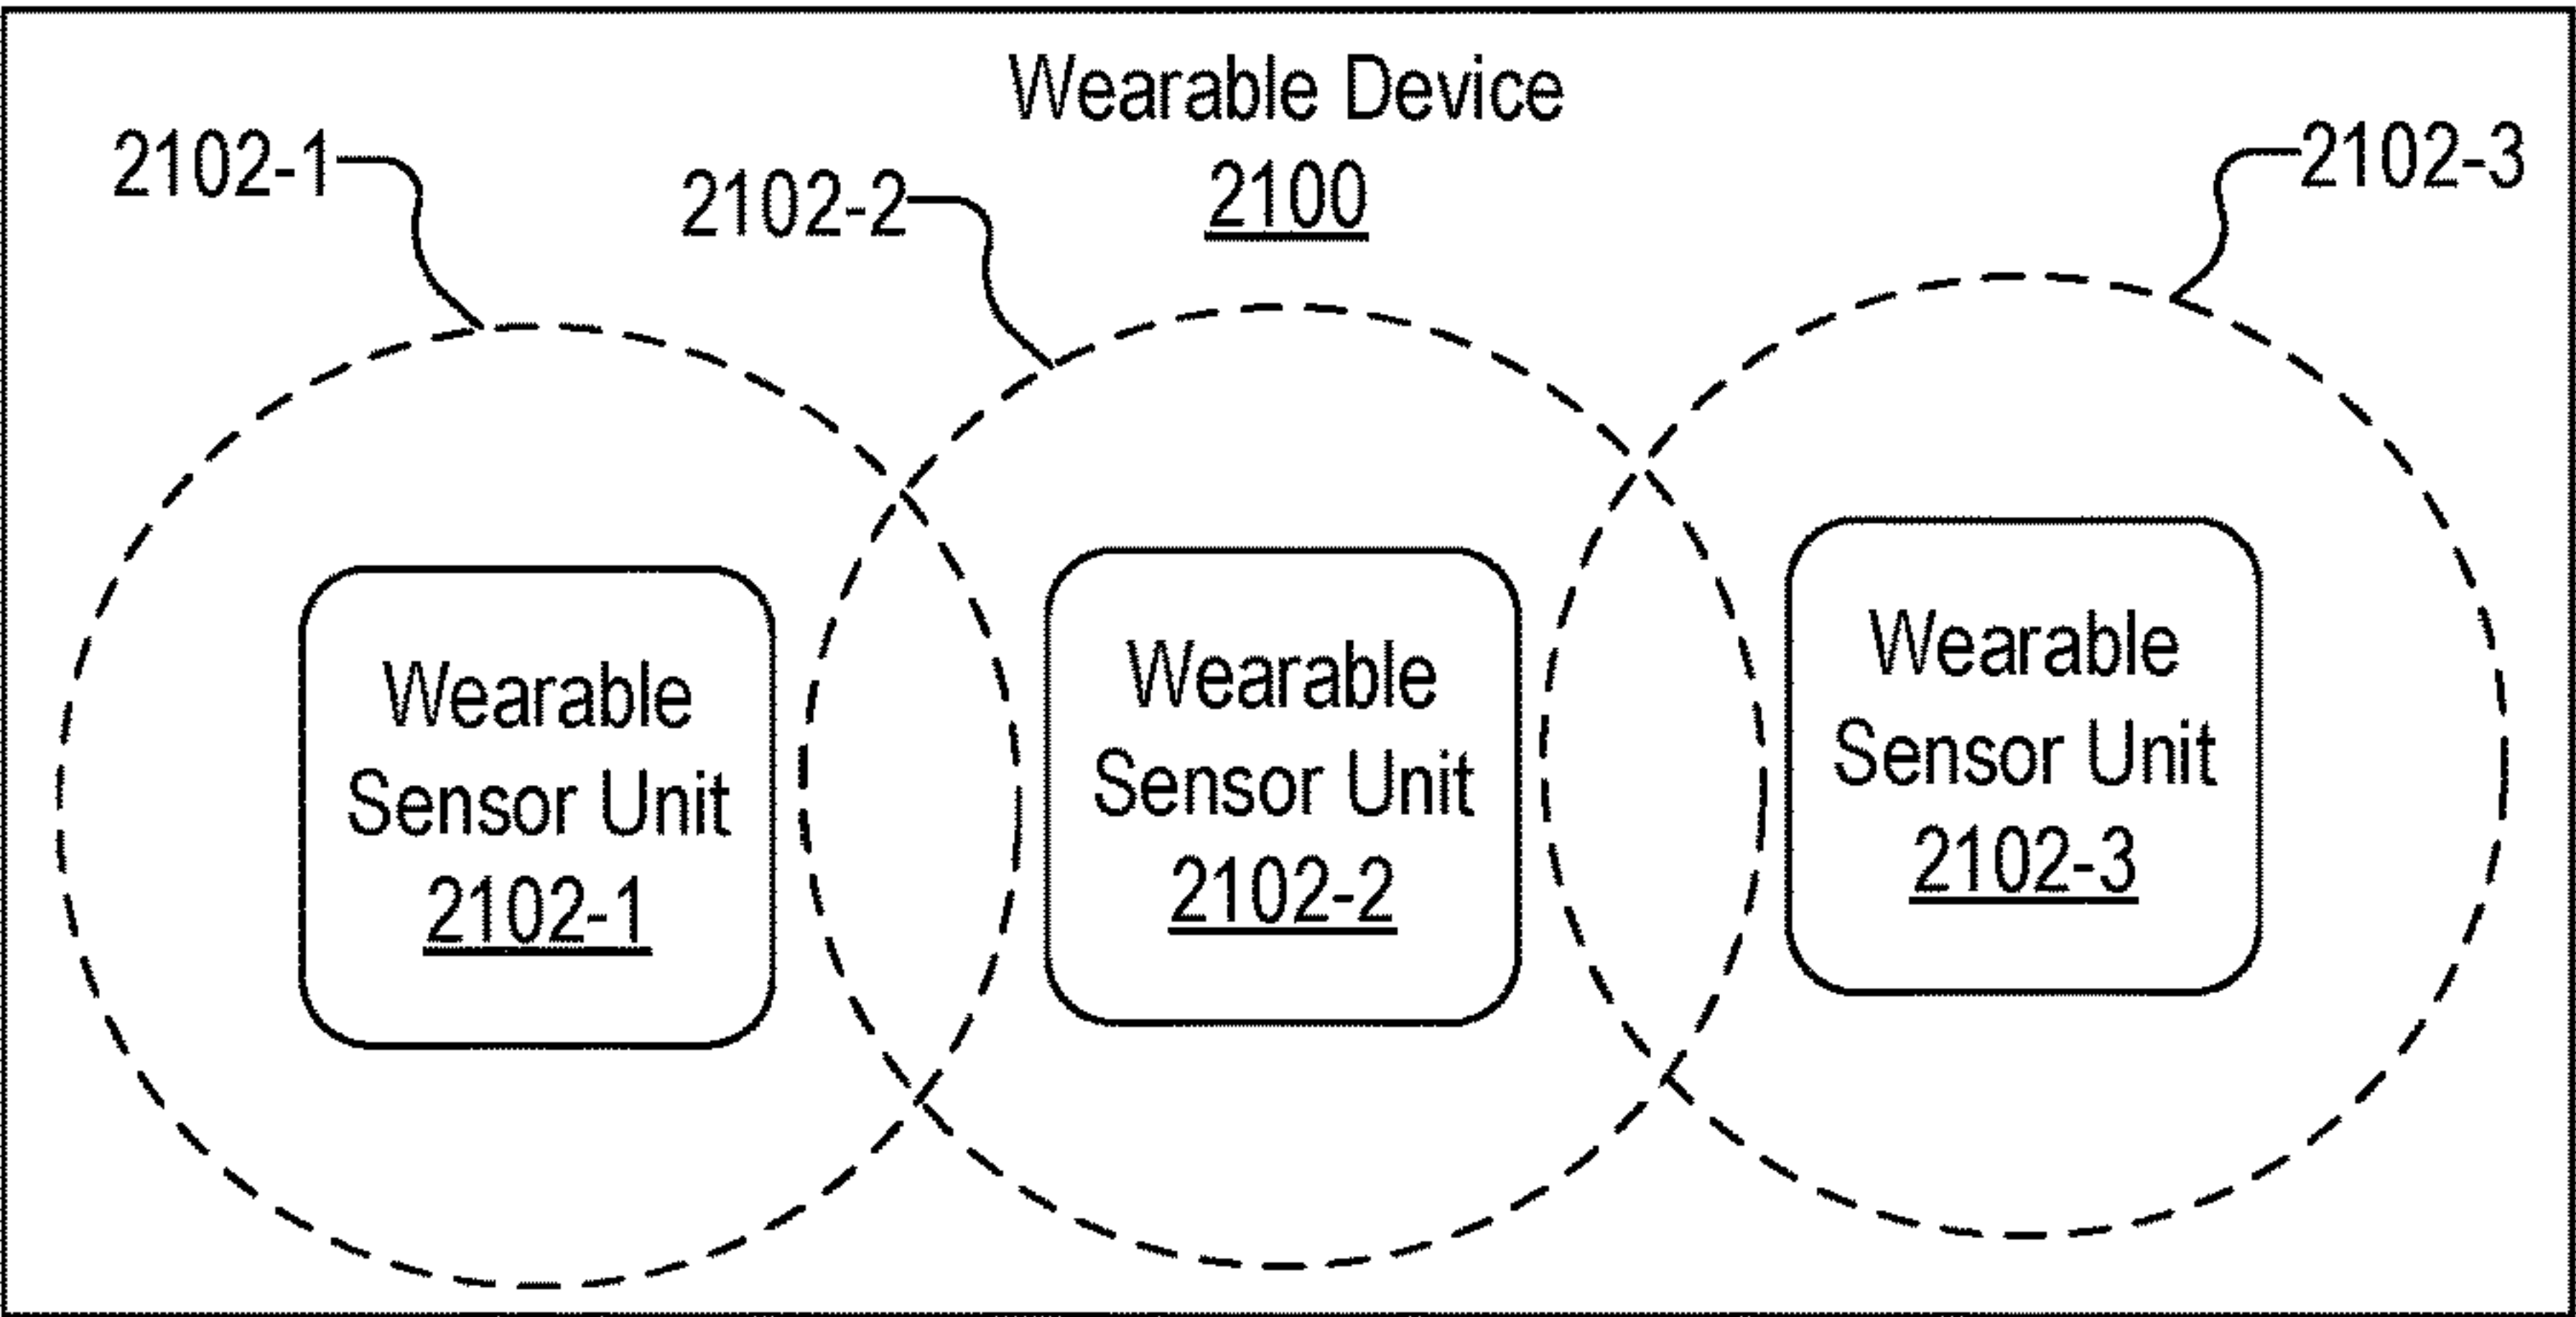 Wearable Device
2100
2102-1
2102-2
2102-3
Wearable
Sensor Unit
2102-1
Wearable
Sensor Unit
2102-2
Wearable
Sensor Unit
2102-3